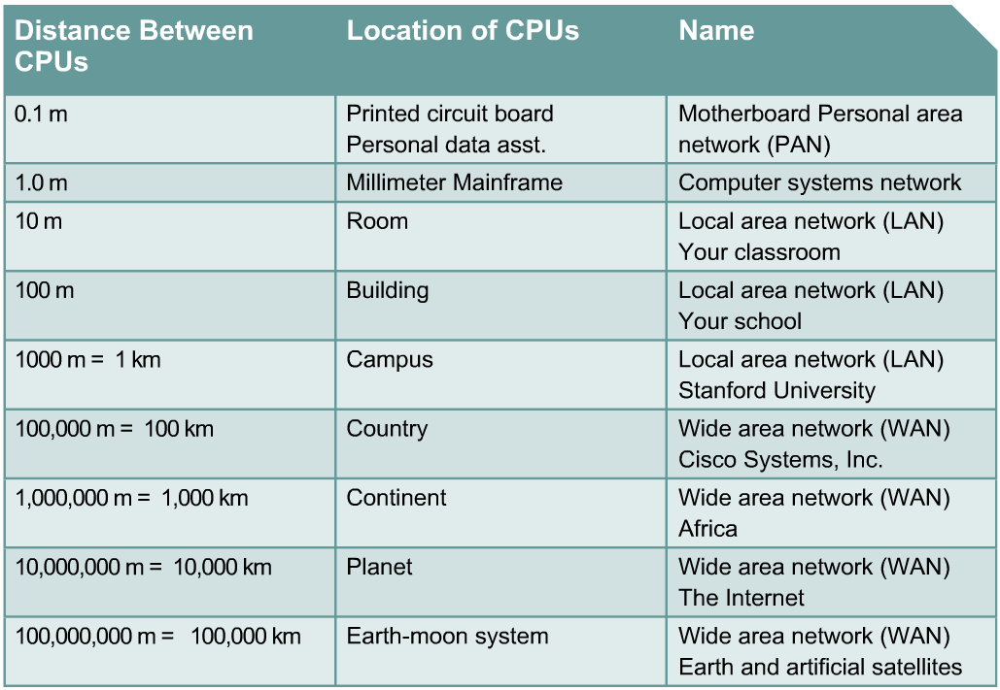 Distance Between CPUs Location of CPUs Name
0.1 m Printed circuit board Motherboard Personal area
Personal data asst. network (PAN)
1.0 m Millimeter Mainframe Computer systems network
10 m Room Local area network (LAN)
Your classroom
100 m Building Local area network (LAN)
Your school
1000 m = 1 km Campus Local area network (LAN)
Stanford University
100,000 m = 100 km Country Wide area network (WAN)
Cisco Systems, Inc.
1,000,000 m = 1,000 km Continent Wide area network (WAN)
Africa
10,000,000 m = 10,000 km Planet Wide area network (WAN)
The Internet
100,000,000 m = 100,000 km Earth-moon system Wide area network (WAN)
Earth and artificial satellites